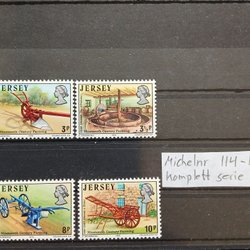 JERSEY
Nineteenth Century Farming
3p
JERSEY
Nineteenth Century Farming
3½p
Michelnr 114-1
komplett serie
JERSEY
Nineteenth Century Farming
8p
JERSEY
Nineteenth Century Farming
10p